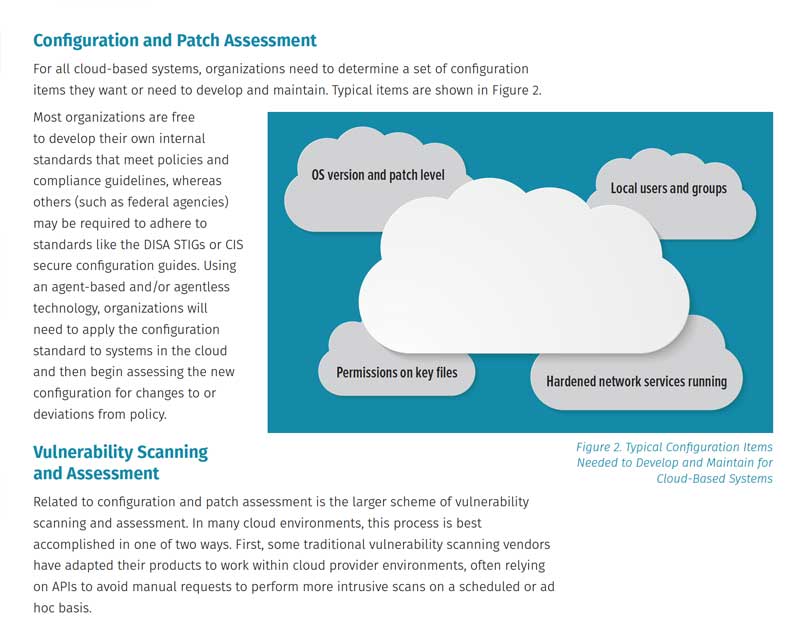 Configuration and Patch Assessment
For all cloud-based systems, organizations need to determine a set of configuration
items they want or need to develop and maintain. Typical items are shown in Figure 2.
Most organizations are free
to develop their own internal
standards that meet policies and
compliance guidelines, whereas
others (such as federal agencies)
may be required to adhere to
standards like the DISA STIGs or CIS
secure configuration guides. Using
an agent-based and/or agentless
technology, organizations will
need to apply the configuration
standard to systems in the cloud
and then begin assessing the new
configuration for changes to or
deviations from policy.
OS version and patch level
Local users and groups
Permissions on key files
Hardened network services running
Figure 2. Typical Configuration Items
Needed to Develop and Maintain for
Cloud-Based Systems
Vulnerability Scanning
and Assessment
Related to configuration and patch assessment is the larger scheme of vulnerability
scanning and assessment. In many cloud environments, this process is best
accomplished in one of two ways. First, some traditional vulnerability scanning vendors
have adapted their products to work within cloud provider environments, often relying
on APIs to avoid manual requests to perform more intrusive scans on a scheduled or ad
hoc basis.